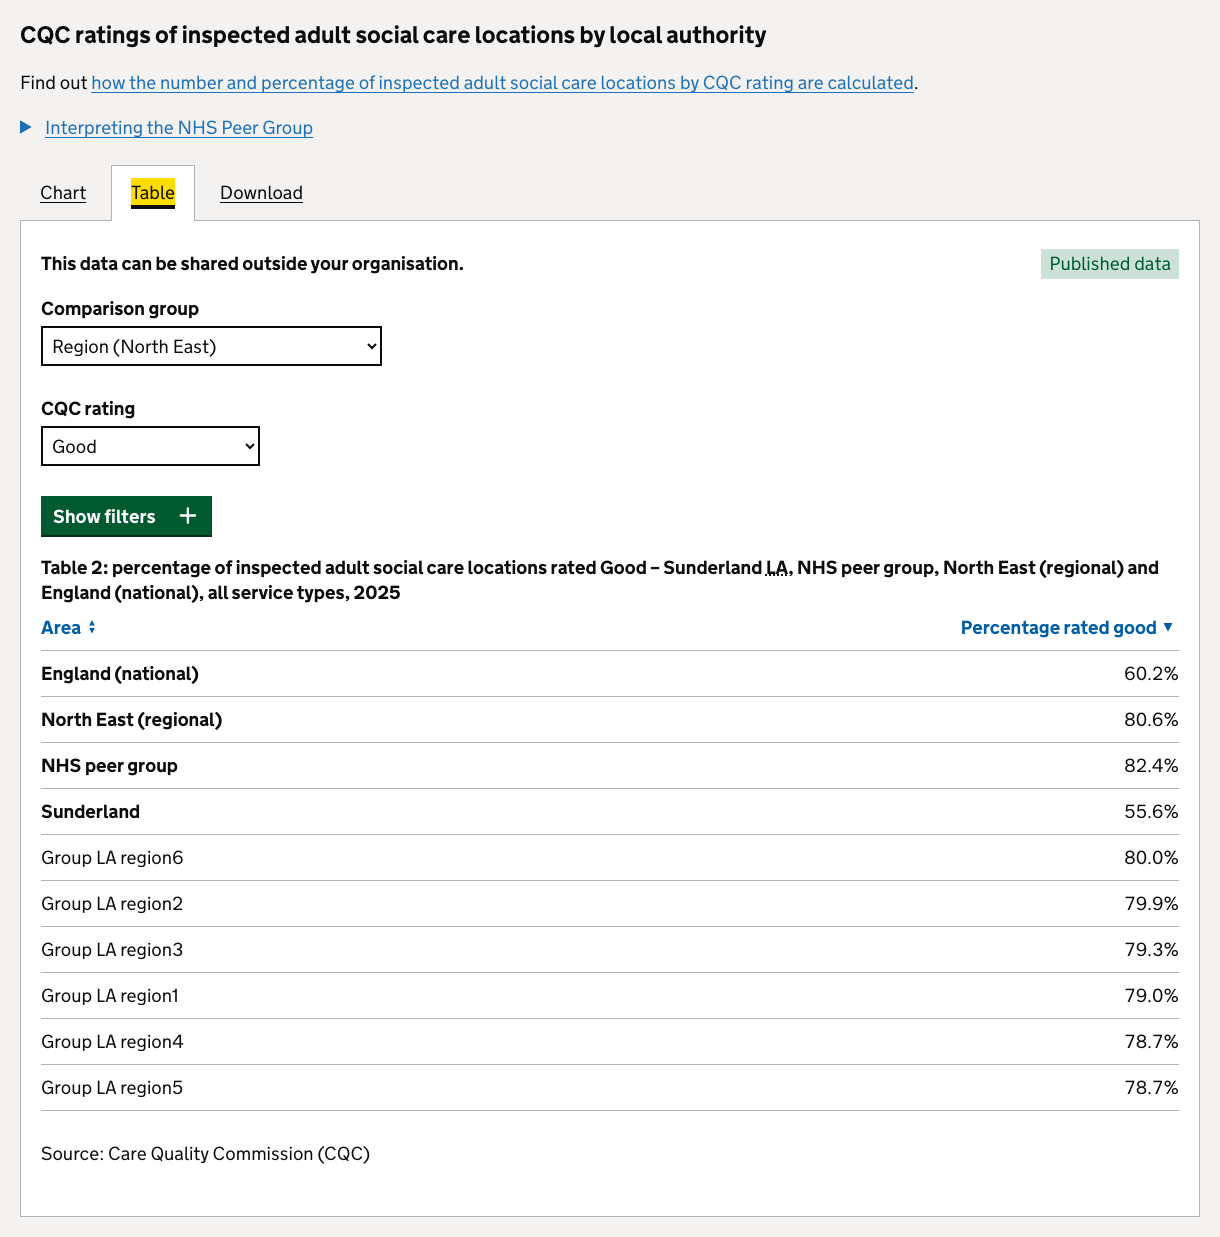 CQC ratings of inspected adult social care locations by local authority
Find out how the number and percentage of inspected adult social care locations by CQC rating are calculated.
Interpreting the NHS Peer Group
Chart Table Download
This data can be shared outside your organisation. Published data
Comparison group
Region (North East)
CQC rating
Good
Show filters +
Table 2: percentage of inspected adult social care locations rated Good – Sunderland LA, NHS peer group, North East (regional) and
England (national), all service types, 2025
Area Percentage rated good
England (national) 60.2%
North East (regional) 80.6%
NHS peer group 82.4%
Sunderland 55.6%
Group LA region6 80.0%
Group LA region2 79.9%
Group LA region3 79.3%
Group LA region1 79.0%
Group LA region4 78.7%
Group LA region5 78.7%
Source: Care Quality Commission (CQC)